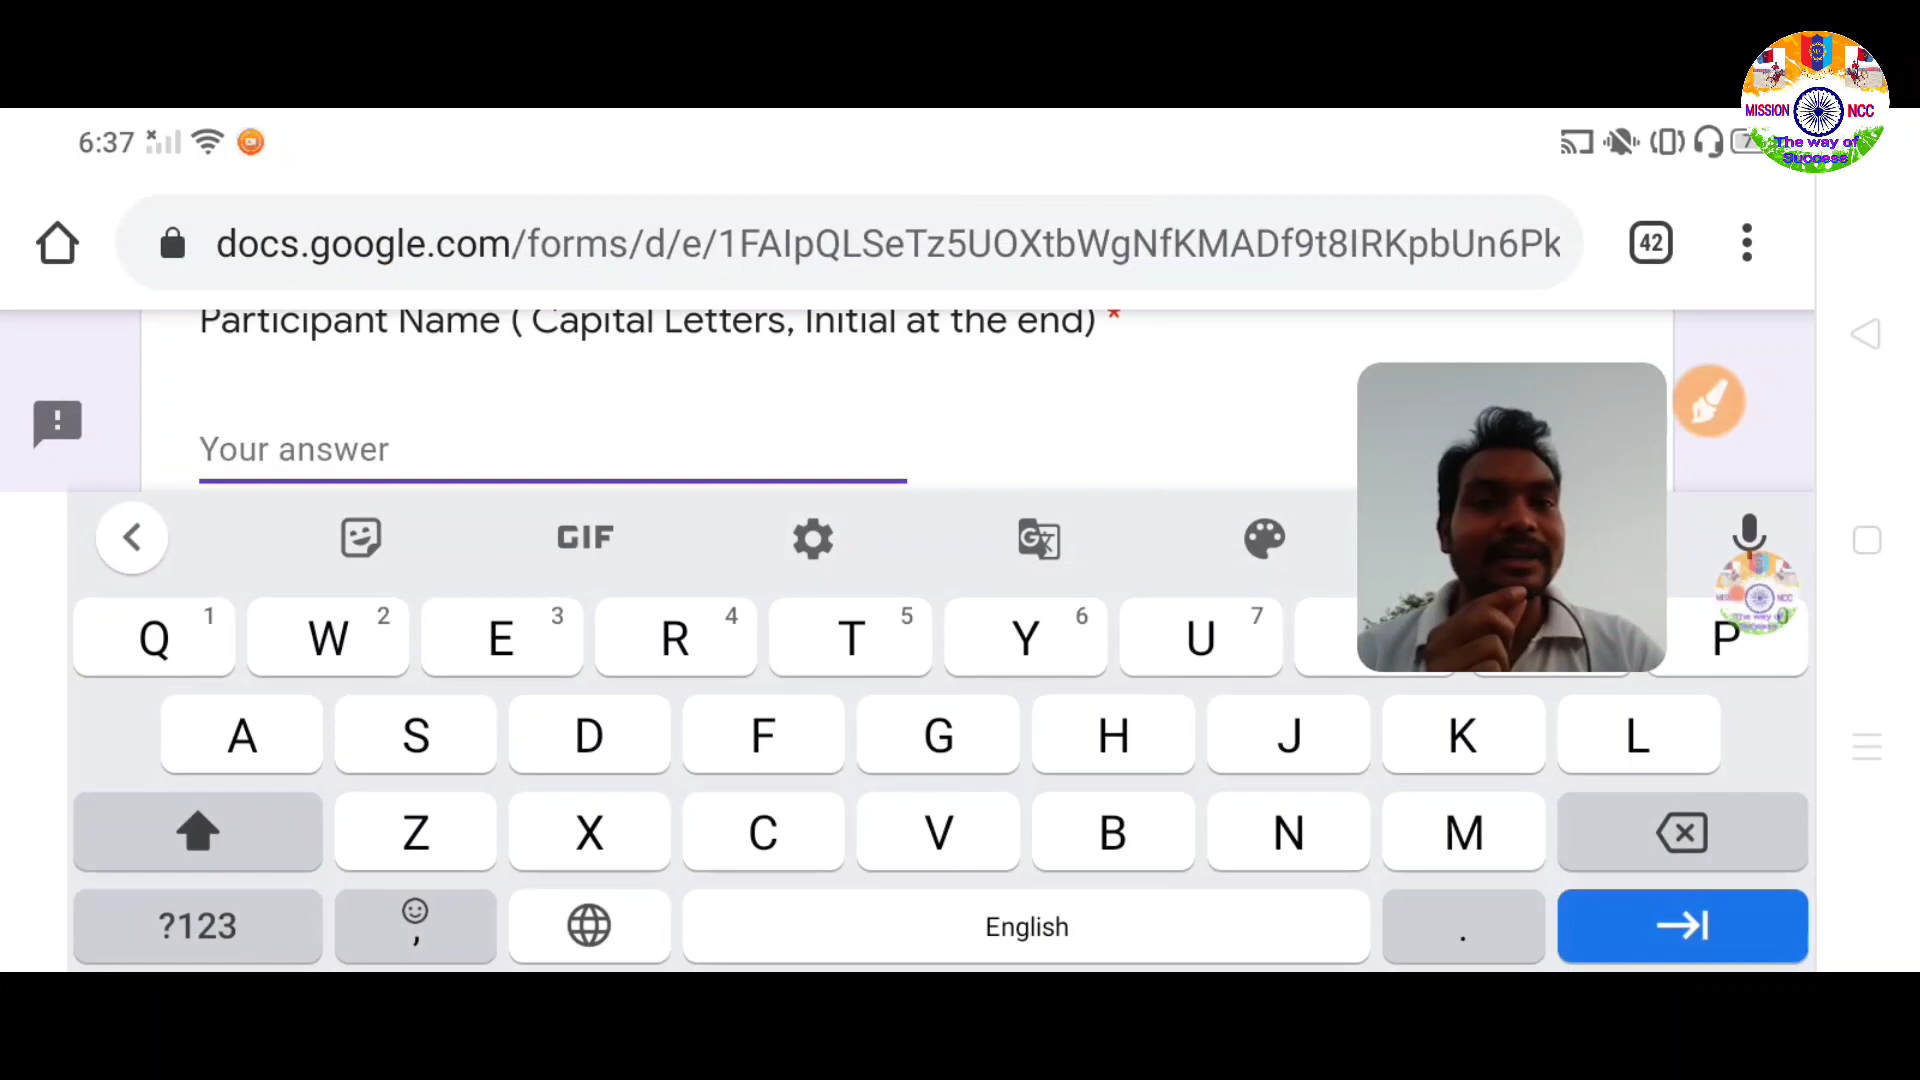 MISSION NCC
The way of
Success
6:37
docs.google.com/forms/d/e/1FAIpQLSeTz5UOXtbWgNfKMADf9t8IRKpbUn6Pk
42
Participant Name ( Capital Letters, Initial at the end) *
Your answer
GIF
Q 1 W 2 E 3 R 4 T 5 Y 6 U 7 P
A S D F G H J K L
Z X C V B N M
?123 , English .